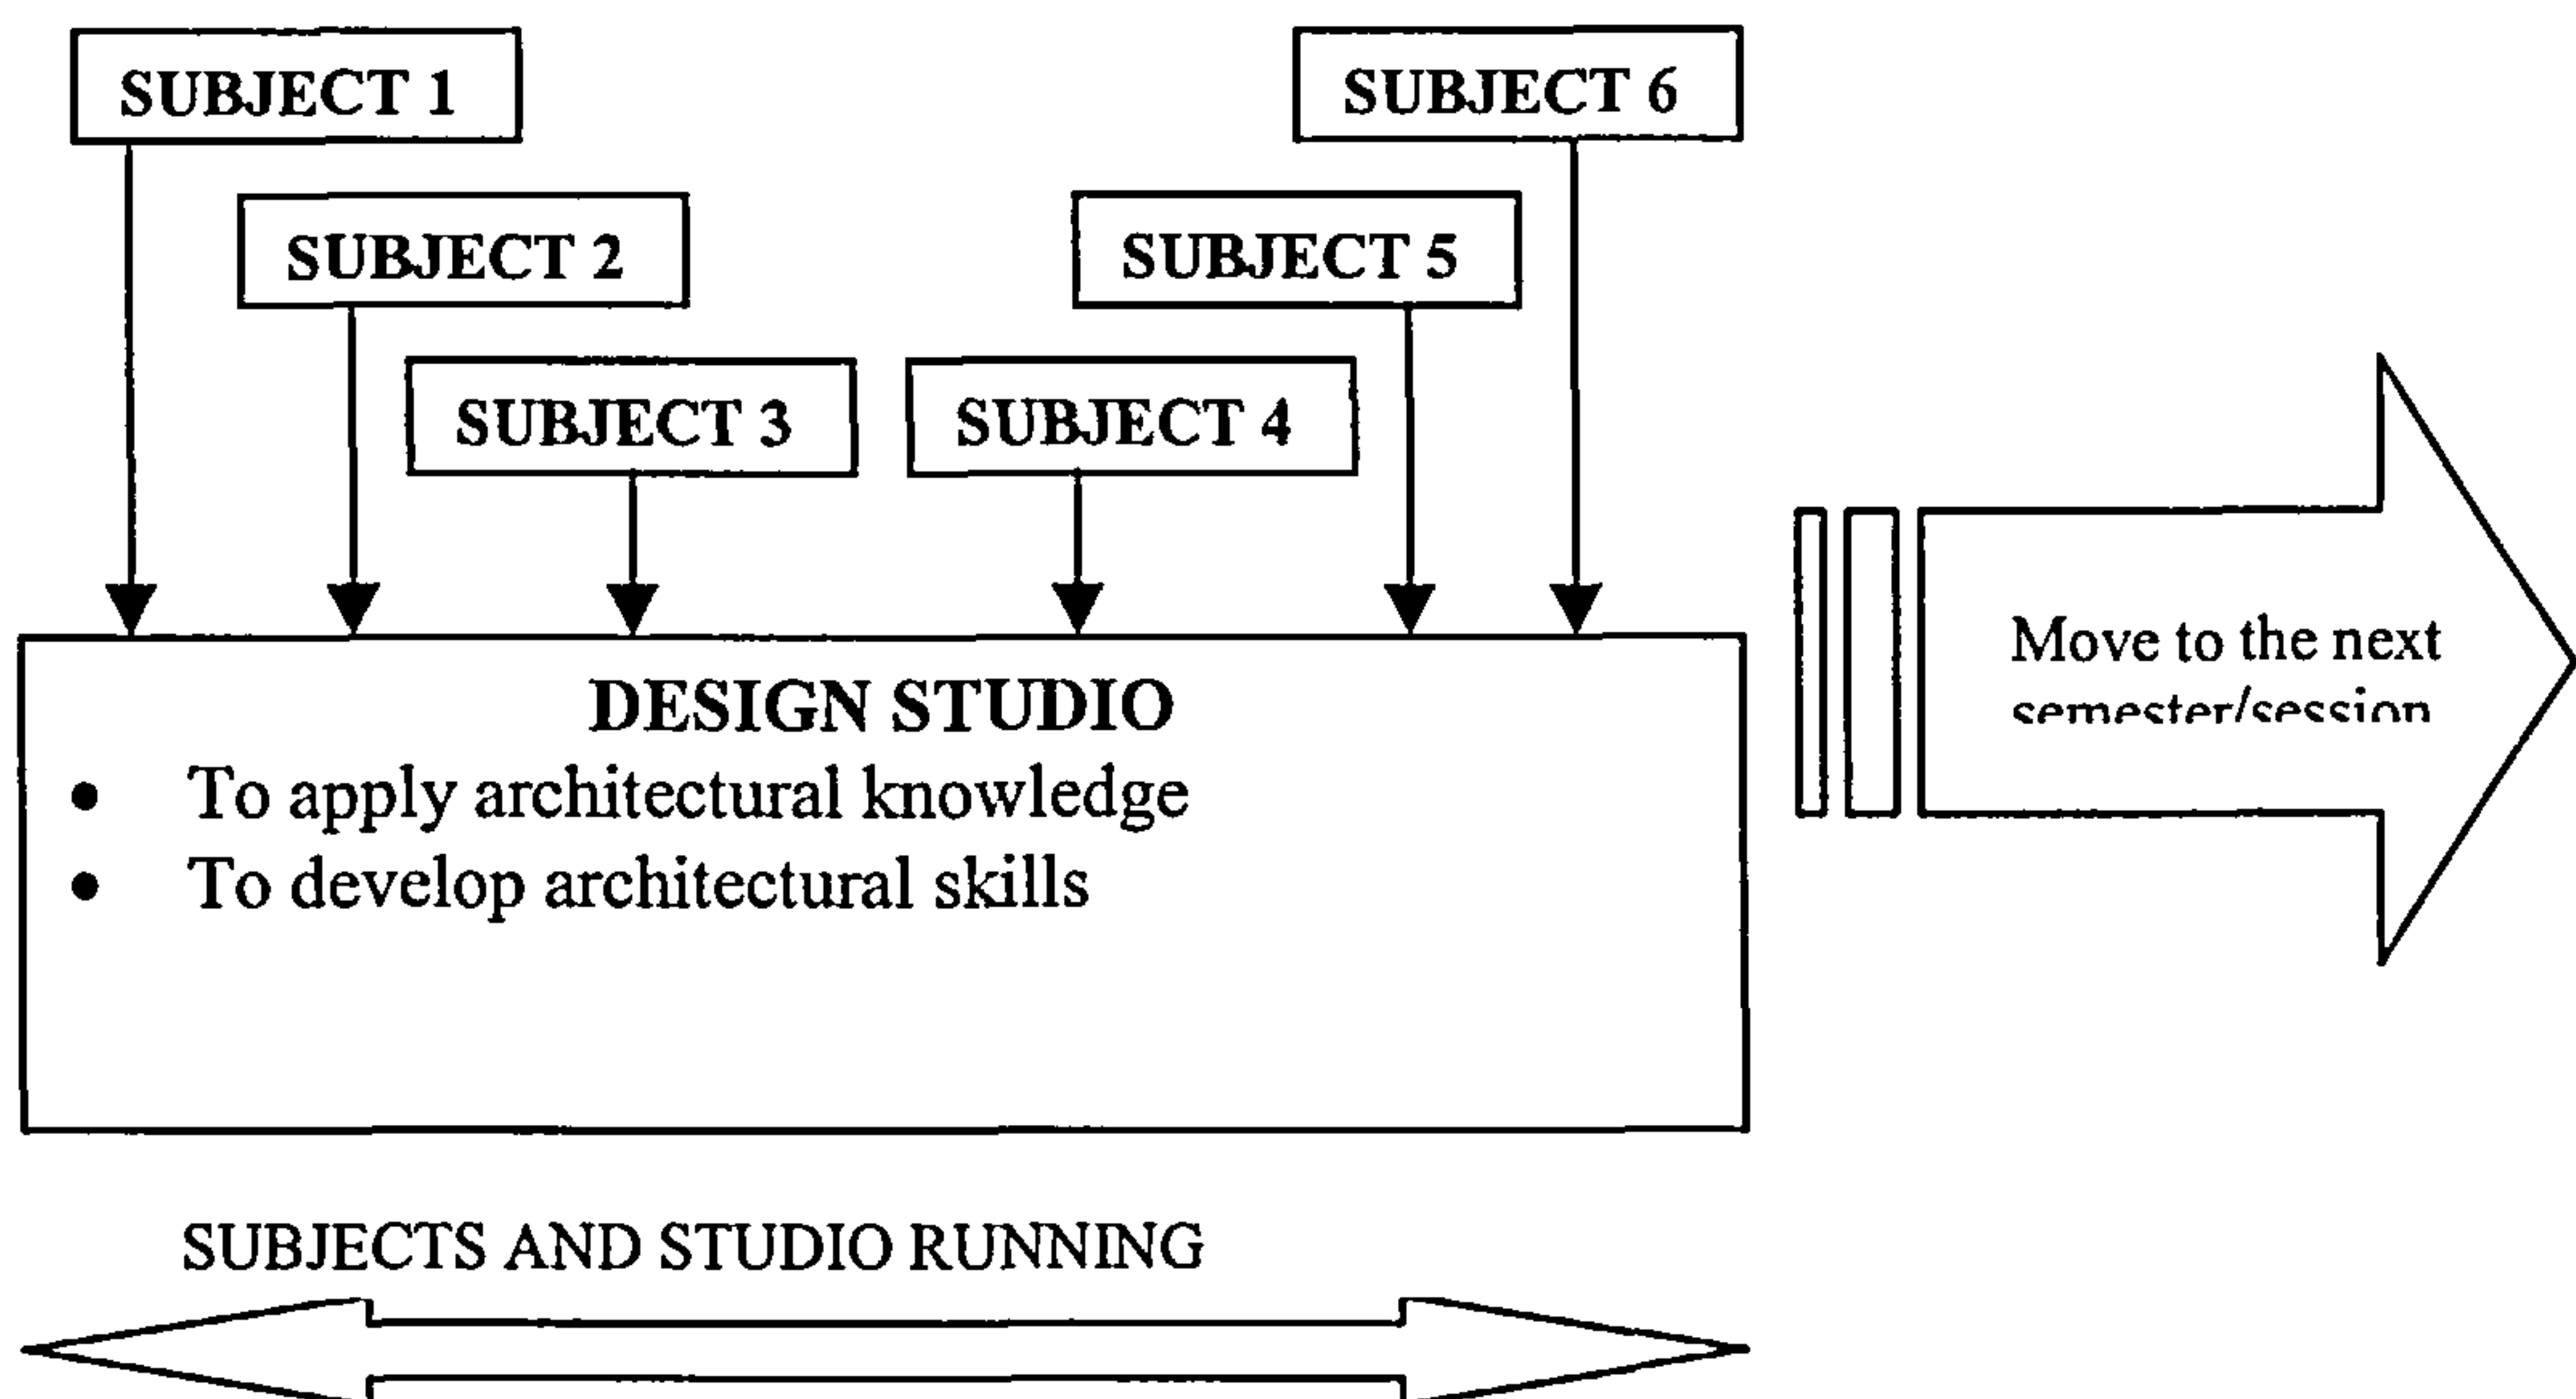 SUBJECT 1
SUBJECT 6
SUBJECT 2
SUBJECT 5
SUBJECT 3
SUBJECT 4
DESIGN STUDIO
• To apply architectural knowledge
• To develop architectural skills
Move to the next
semester/session
SUBJECTS AND STUDIO RUNNING